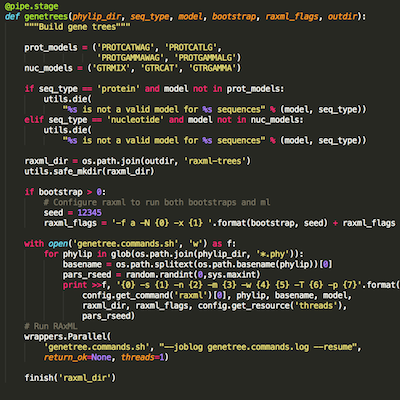 @pipe.stage
def genetrees(phylip_dir, seq_type, model, bootstrap, raxml_flags, outdir):
    """Build gene trees"""

    prot_models = ('PROTCATWAG', 'PROTCATLG',
                   'PROTGAMMAWAG', 'PROTGAMMALG')
    nuc_models = ('GTRMIX', 'GTRCAT', 'GTRGAMMA')

    if seq_type == 'protein' and model not in prot_models:
        utils.die(
            "%s is not a valid model for %s sequences" % (model, seq_type))
    elif seq_type == 'nucleotide' and model not in nuc_models:
        utils.die(
            "%s is not a valid model for %s sequences" % (model, seq_type))

    raxml_dir = os.path.join(outdir, 'raxml-trees')
    utils.safe_mkdir(raxml_dir)

    if bootstrap > 0:
        # Configure raxml to run both bootstraps and ml
        seed = 12345
        raxml_flags = '-f a -N {0} -x {1} '.format(bootstrap, seed) + raxml_flags

    with open('genetree.commands.sh', 'w') as f:
        for phylip in glob(os.path.join(phylip_dir, '*.phy')):
            basename = os.path.splitext(os.path.basename(phylip))[0]
            pars_rseed = random.randint(0,sys.maxint)
            print >>f, '{0} -s {1} -n {2} -m {3} -w {4} {5} -T {6} -p {7}'.format(
                config.get_command('raxml')[0], phylip, basename, model,
                raxml_dir, raxml_flags, config.get_resource('threads'),
                pars_rseed)
    # Run RAxML
    wrappers.Parallel(
        'genetree.commands.sh', "--joblog genetree.commands.log --resume",
        return_ok=None, threads=1)

    finish('raxml_dir')